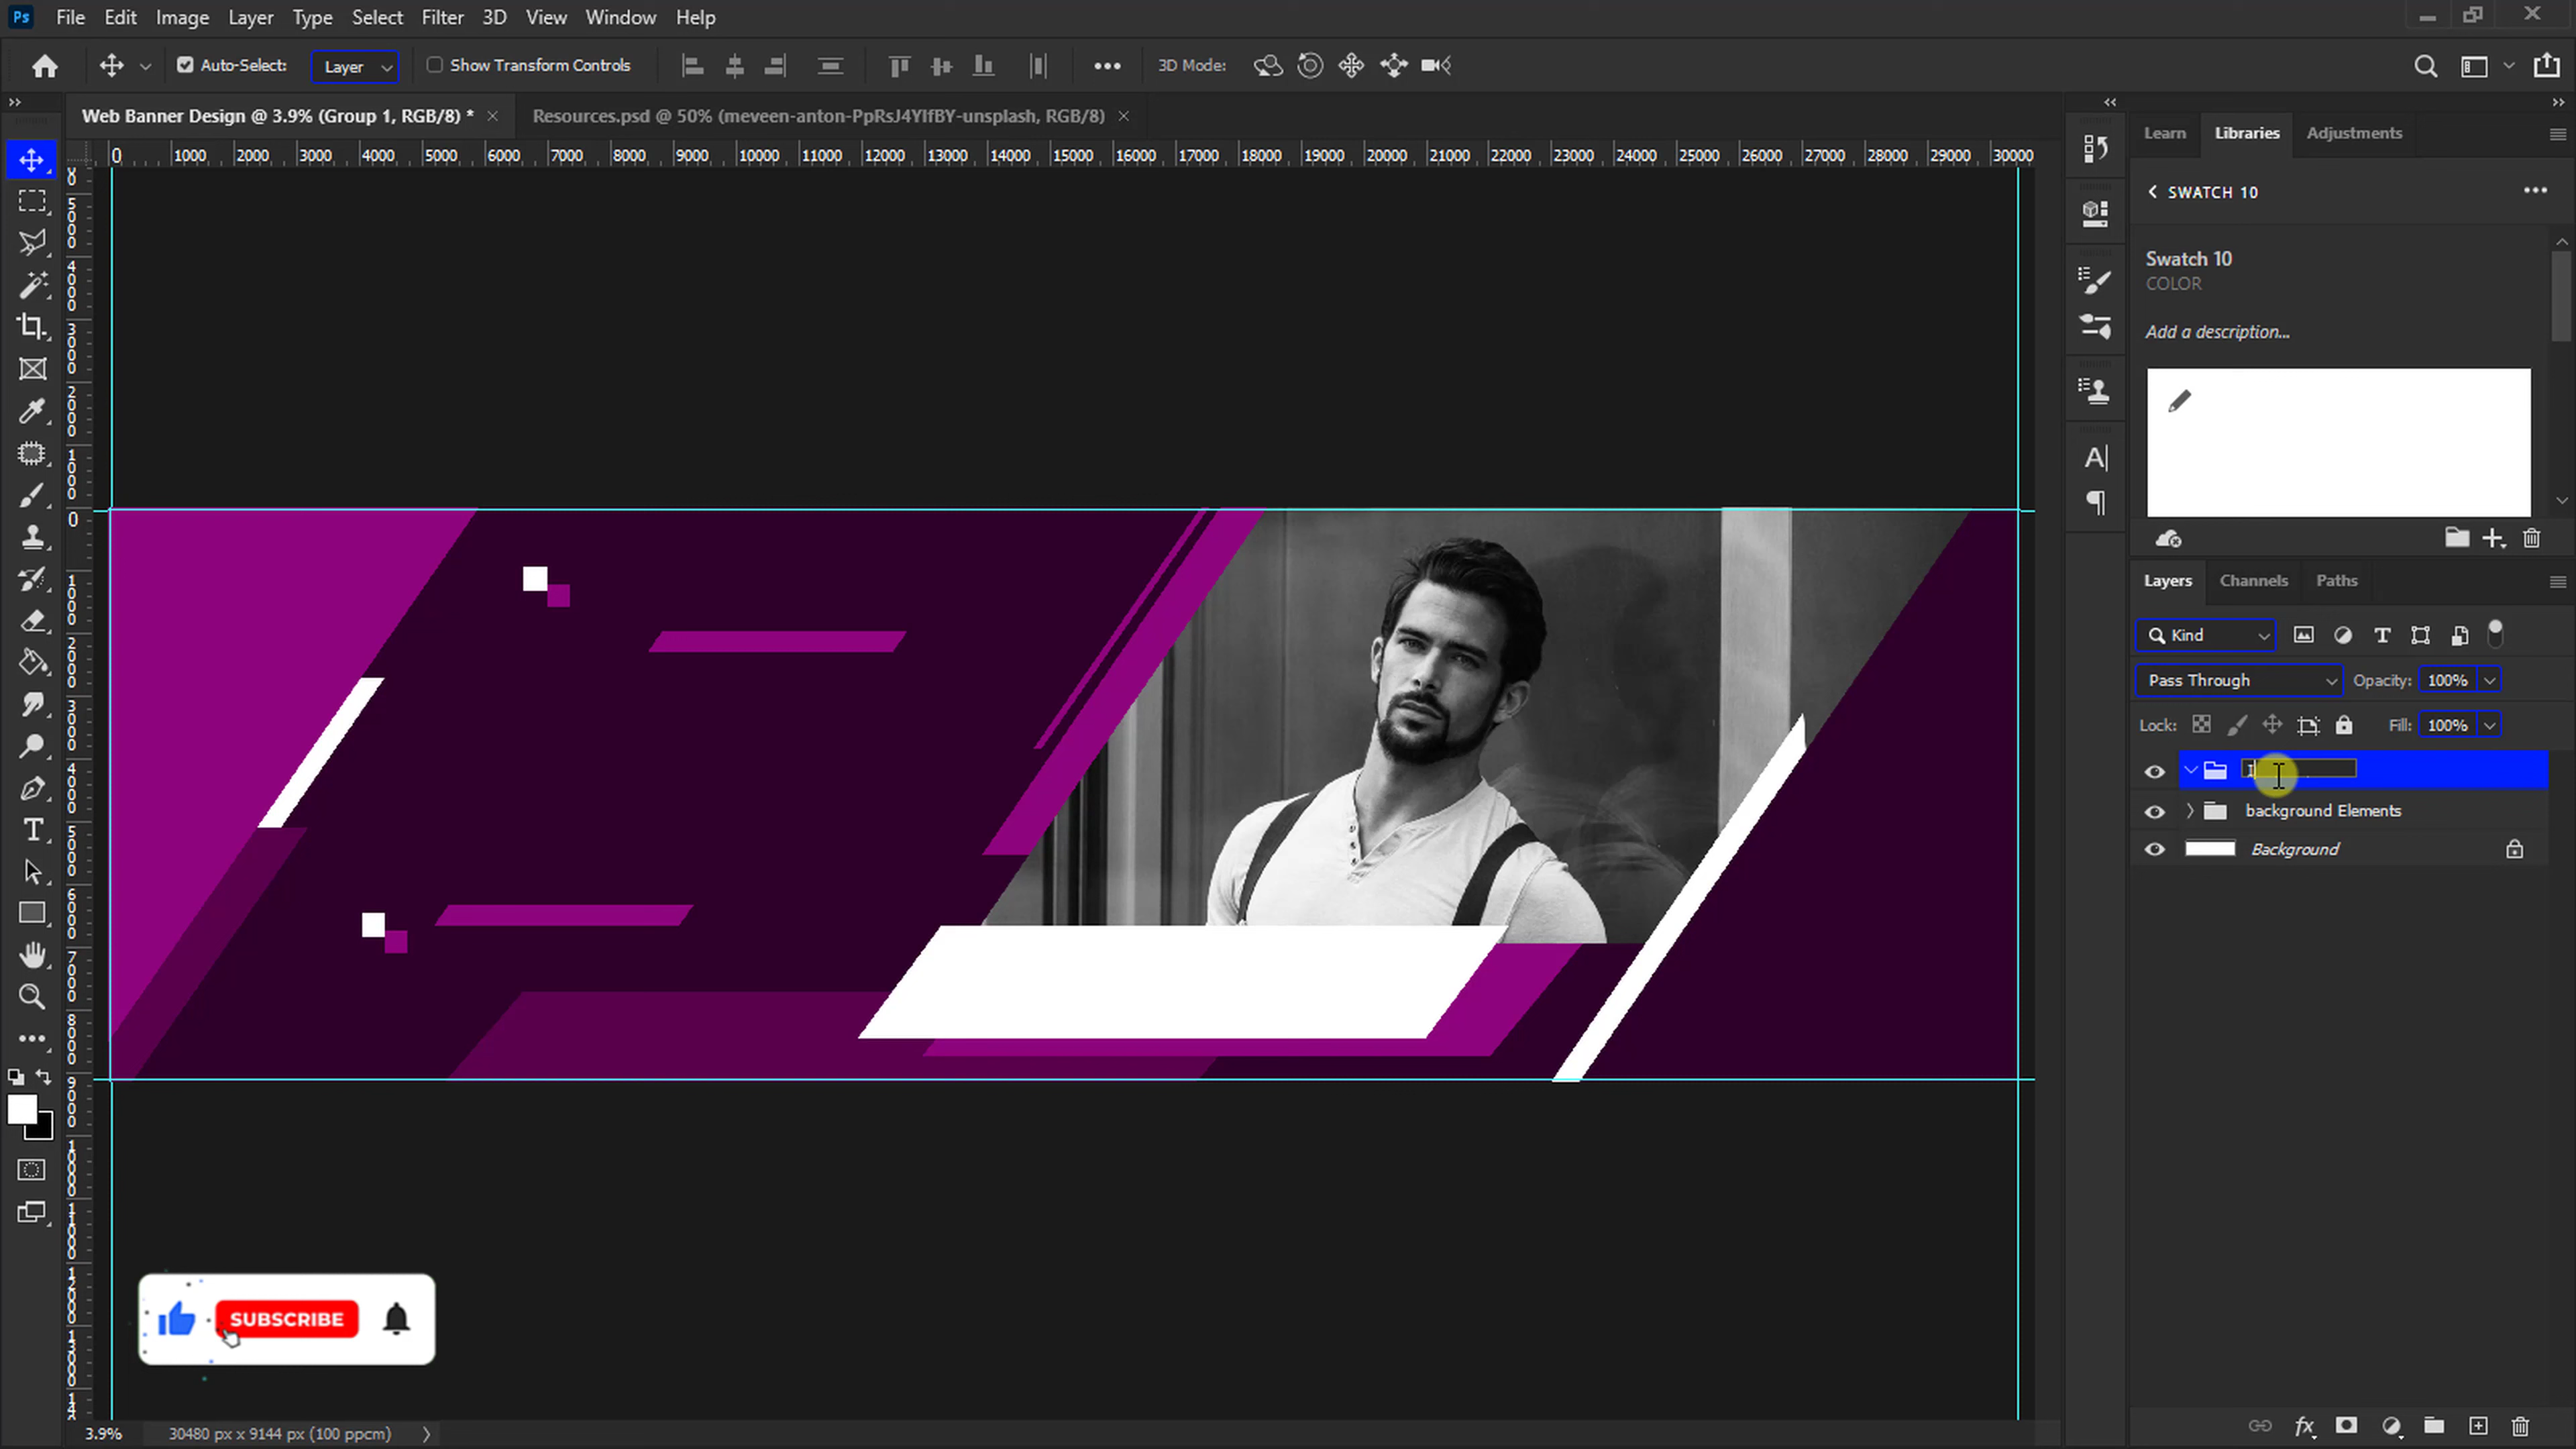 Ps File Edit Image Layer Type Select Filter 3D View Window Help
Auto-Select: Layer Show Transform Controls 3D Mode:
Web Banner Design @ 3.9% (Group 1, RGB/8) * Resources.psd @ 50% (meveen-anton-PpRsJ4YIfBY-unsplash, RGB/8)
0 1000 2000 3000 4000 5000 6000 7000 8000 9000 10000 11000 12000 13000 14000 15000 16000 17000 18000 19000 20000 21000 22000 23000 24000 25000 26000 27000 28000 29000 30000
Learn Libraries Adjustments
SWATCH 10
Swatch 10
COLOR
Add a description...
Layers Channels Paths
Kind
Pass Through Opacity: 100%
Lock: Fill: 100%
I
background Elements
Background
SUBSCRIBE
3.9% 30480 px x 9144 px (100 ppcm)